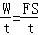 W/t = FS/t